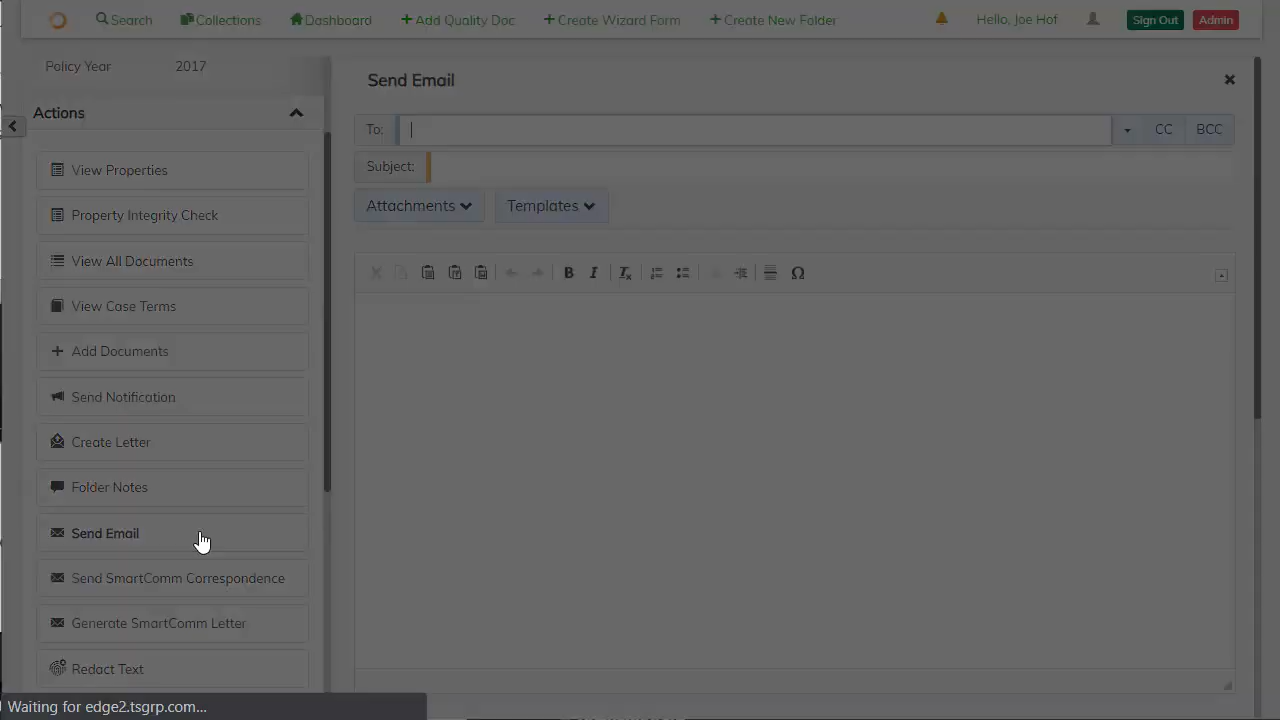 Search Collections Dashboard Add Quality Doc Create Wizard Form Create New Folder Hello, Joe Hof Sign Out Admin
Policy Year 2017
Actions
View Properties
Property Integrity Check
View All Documents
View Case Terms
Add Documents
Send Notification
Create Letter
Folder Notes
Send Email
Send SmartComm Correspondence
Generate SmartComm Letter
Redact Text
Send Email
To: CC BCC
Subject:
Attachments Templates
B I Tx Ω
Waiting for edge2.tsgrp.com...